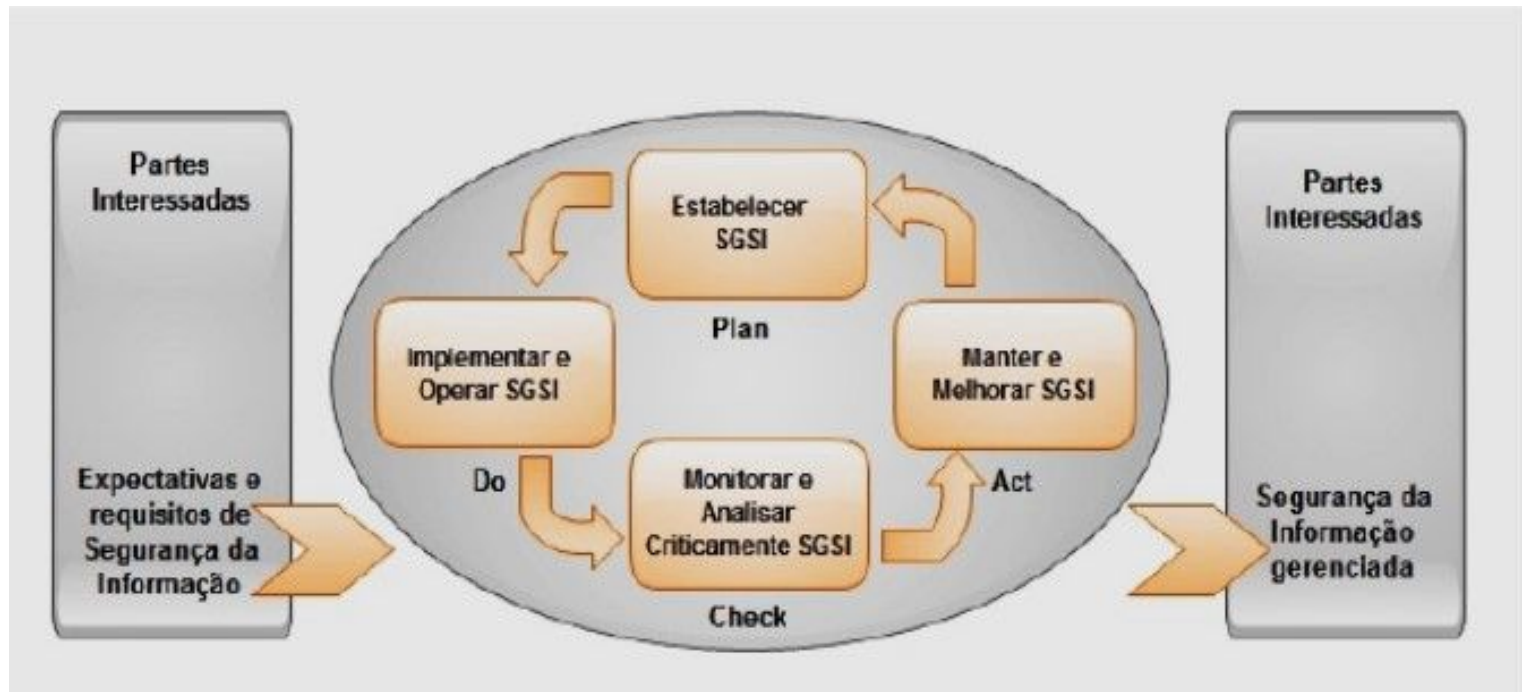 Partes
Interessadas
Expectativas e
requisitos de
Segurança da
Informação
Estabelecer
SGSI
Plan
Implementar e
Operar SGSI
Do
Monitorar e
Analisar
Criticamente SGSI
Check
Manter e
Melhorar SGSI
Act
Partes
Interessadas
Segurança da
Informação
gerenciada